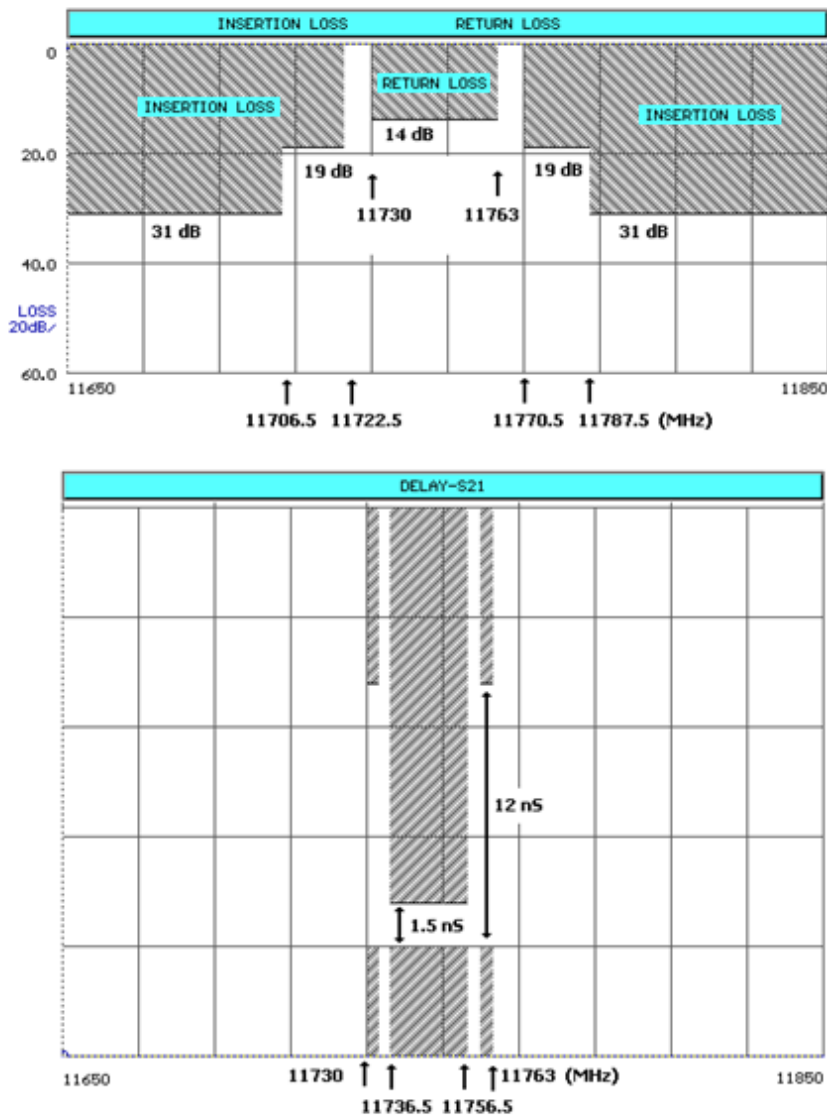 INSERTION LOSS RETURN LOSS
0
RETURN LOSS
INSERTION LOSS
INSERTION LOSS
14 dB
20.0
19 dB
19 dB
11730
11763
31 dB
31 dB
40.0
LOSS
20dB/
60.0
11650
11850
11706.5 11722.5
11770.5 11787.5 (MHz)
DELAY-S21
12 nS
1.5 nS
11650
11730
11763 (MHz)
11850
11736.5 11756.5